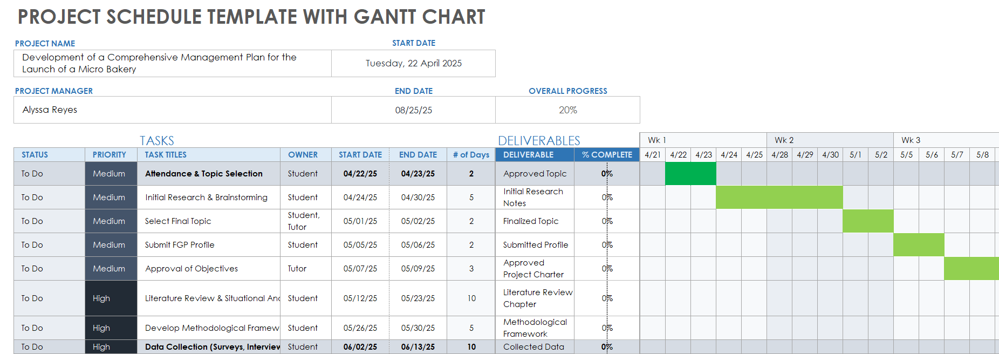 PROJECT SCHEDULE TEMPLATE WITH GANTT CHART
PROJECT NAME START DATE
Development of a Comprehensive Management Plan for the
Launch of a Micro Bakery
Tuesday, 22 April 2025
PROJECT MANAGER END DATE OVERALL PROGRESS
Alyssa Reyes 08/25/25 20%
TASKS DELIVERABLES Wk 1 Wk 2 Wk 3
STATUS PRIORITY TASK TITLES OWNER START DATE END DATE # of Days DELIVERABLE % COMPLETE 4/21 4/22 4/23 4/24 4/25 4/28 4/29 4/30 5/1 5/2 5/5 5/6 5/7 5/8
To Do Medium Attendance & Topic Selection Student 04/22/25 04/23/25 2 Approved Topic 0%
To Do Medium Initial Research & Brainstorming Student 04/24/25 04/30/25 5 Initial Research
Notes
0%
To Do Medium Select Final Topic Student,
Tutor
05/01/25 05/02/25 2 Finalized Topic 0%
To Do Medium Submit FGP Profile Student 05/05/25 05/06/25 2 Submitted Profile 0%
To Do Medium Approval of Objectives Tutor 05/07/25 05/09/25 3 Approved
Project Charter
0%
To Do High Literature Review & Situational Ana Student 05/12/25 05/23/25 10 Literature Review
Chapter
0%
To Do High Develop Methodological Framew Student 05/26/25 05/30/25 5 Methodological
Framework
0%
To Do High Data Collection (Surveys, Interview Student 06/02/25 06/13/25 10 Collected Data 0%